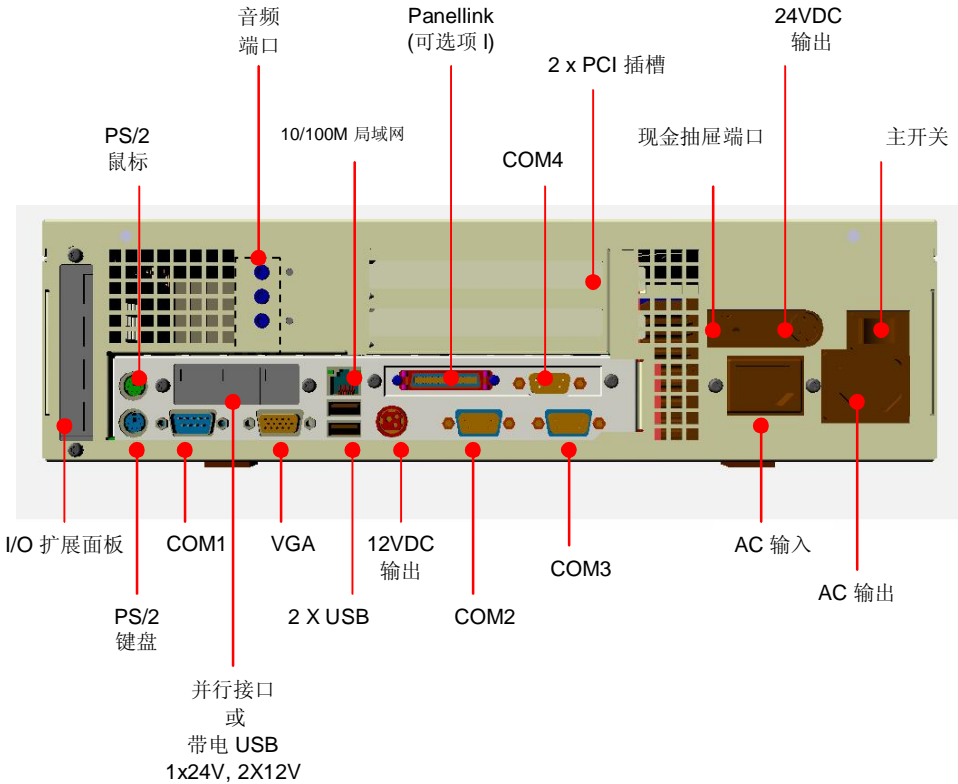 音频
端口
Panellink
(可选项 I)
24VDC
输出
2 x PCI 插槽
PS/2
鼠标
10/100M 局域网
COM4
现金抽屉端口
主开关
I/O 扩展面板
COM1
VGA
12VDC
输出
COM3
AC 输入
AC 输出
PS/2
键盘
2 X USB
COM2
并行接口
或
带电 USB
1x24V, 2X12V